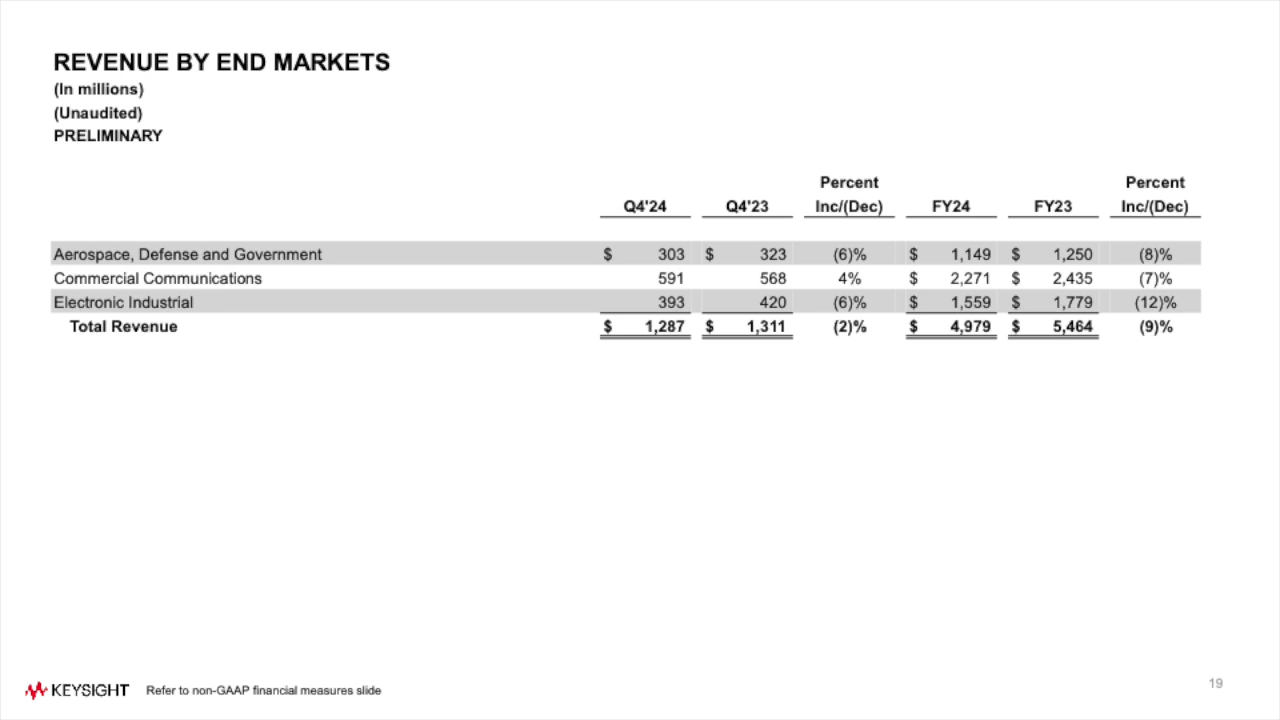 REVENUE BY END MARKETS
(In millions)
(Unaudited)
PRELIMINARY
Percent Percent
Q4'24 Q4'23 Inc/(Dec) FY24 FY23 Inc/(Dec)
Aerospace, Defense and Government $ 303 $ 323 (6)% $ 1,149 $ 1,250 (8)%
Commercial Communications 591 568 4% $ 2,271 $ 2,435 (7)%
Electronic Industrial 393 420 (6)% $ 1,559 $ 1,779 (12)%
Total Revenue $ 1,287 $ 1,311 (2)% $ 4,979 $ 5,464 (9)%
KEYSIGHT Refer to non-GAAP financial measures slide 19